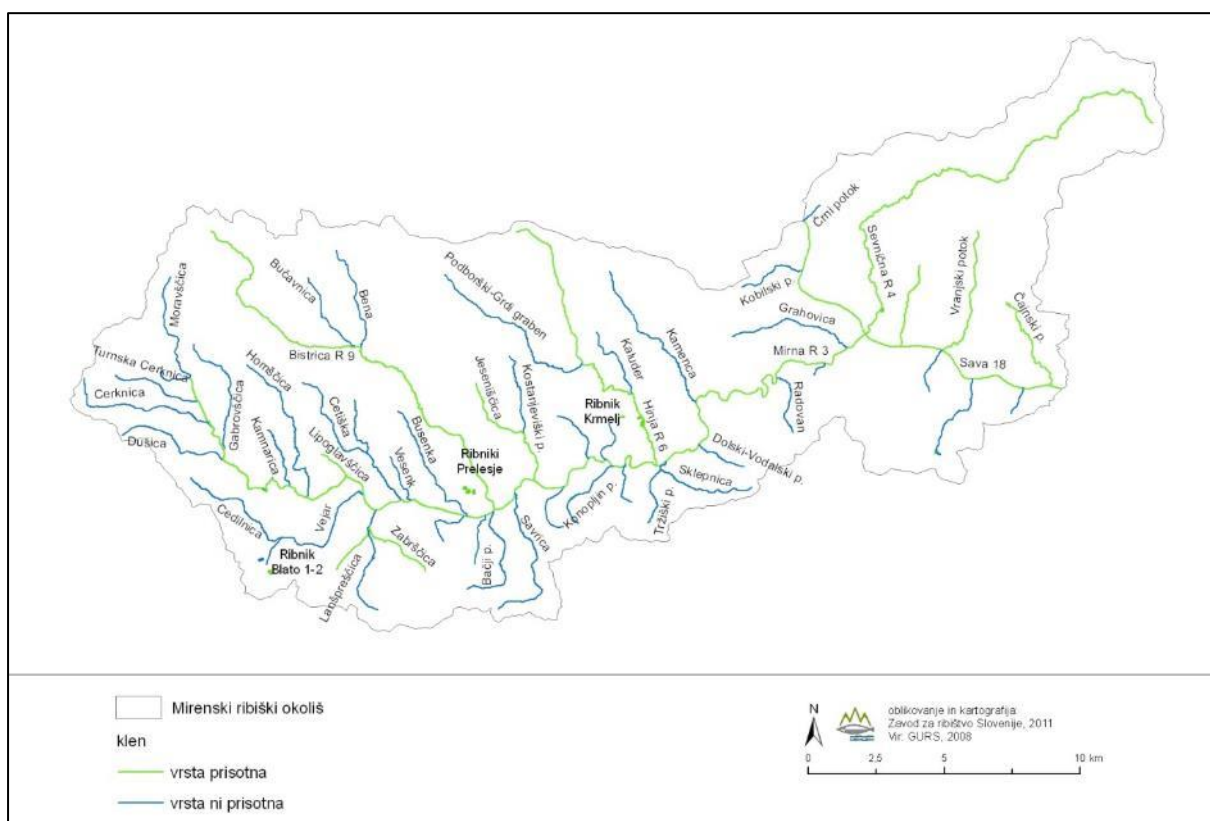 Črni potok
Sevnična R 4
Vranjski potok
Čajnski p.
Kobilski p.
Grahovica
Mirna R 3
Sava 18
Radovan
Moravščica
Bučavnica
Bena
Podborški-Grdi graben
Kamenca
Kaluder
Bistrica R 9
Turnska Cerknica
Cerknica
Dušica
Gabrovščica
Homščica
Kamnarica
Cetiška
Lipoglavščica
Vesenk
Busenka
Jeseniščica
Kostanjeviški p.
Ribnik
Krmelj
Hinja R 6
Ribniki
Prelesje
Dolski-Vodalski p.
Sklepnica
Tržiški p.
Konopljin p.
Savrica
Bačji p.
Zabrščica
Lanšpreščica
Vejar
Cedilnica
Ribnik
Blato 1-2
Mirenski ribiški okoliš
klen
vrsta prisotna
vrsta ni prisotna
N
oblikovanje in kartografija:
Zavod za ribištvo Slovenije, 2011
Vir: GURS, 2008
0 2,5 5 10 km